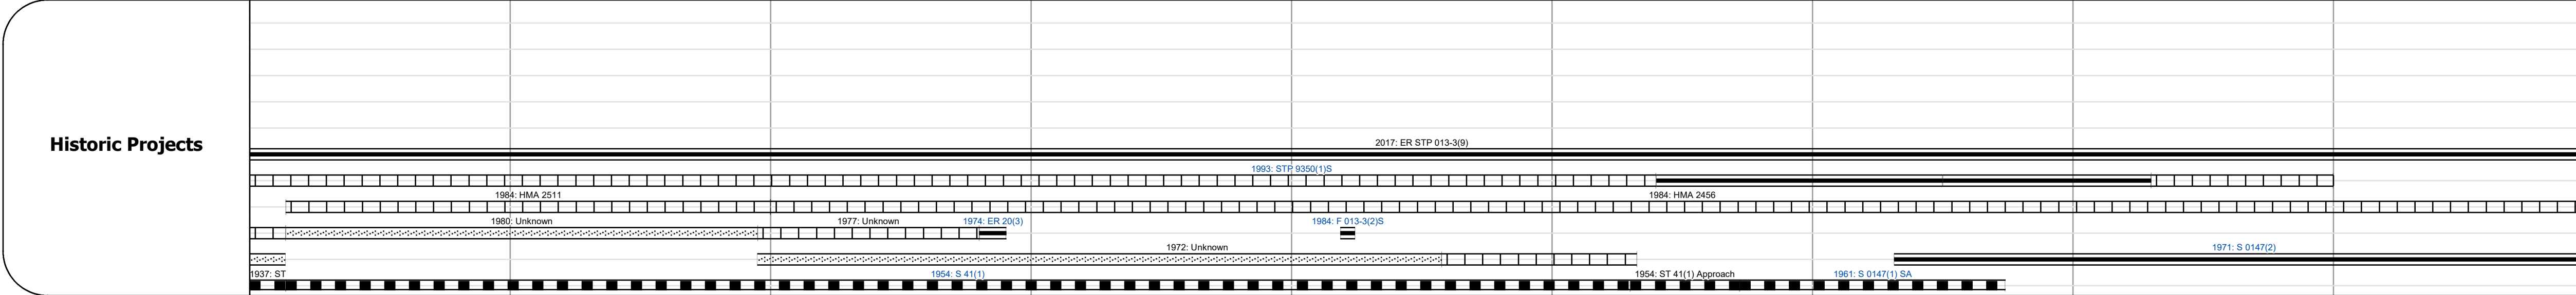 Historic Projects
2017: ER STP 013-3(9)
1993: STP 9350(1)S
1984: HMA 2511
1984: HMA 2456
1980: Unknown
1977: Unknown
1974: ER 20(3)
1984: F 013-3(2)S
1972: Unknown
1971: S 0147(2)
1937: ST
1954: S 41(1)
1954: ST 41(1) Approach
1961: S 0147(1) SA